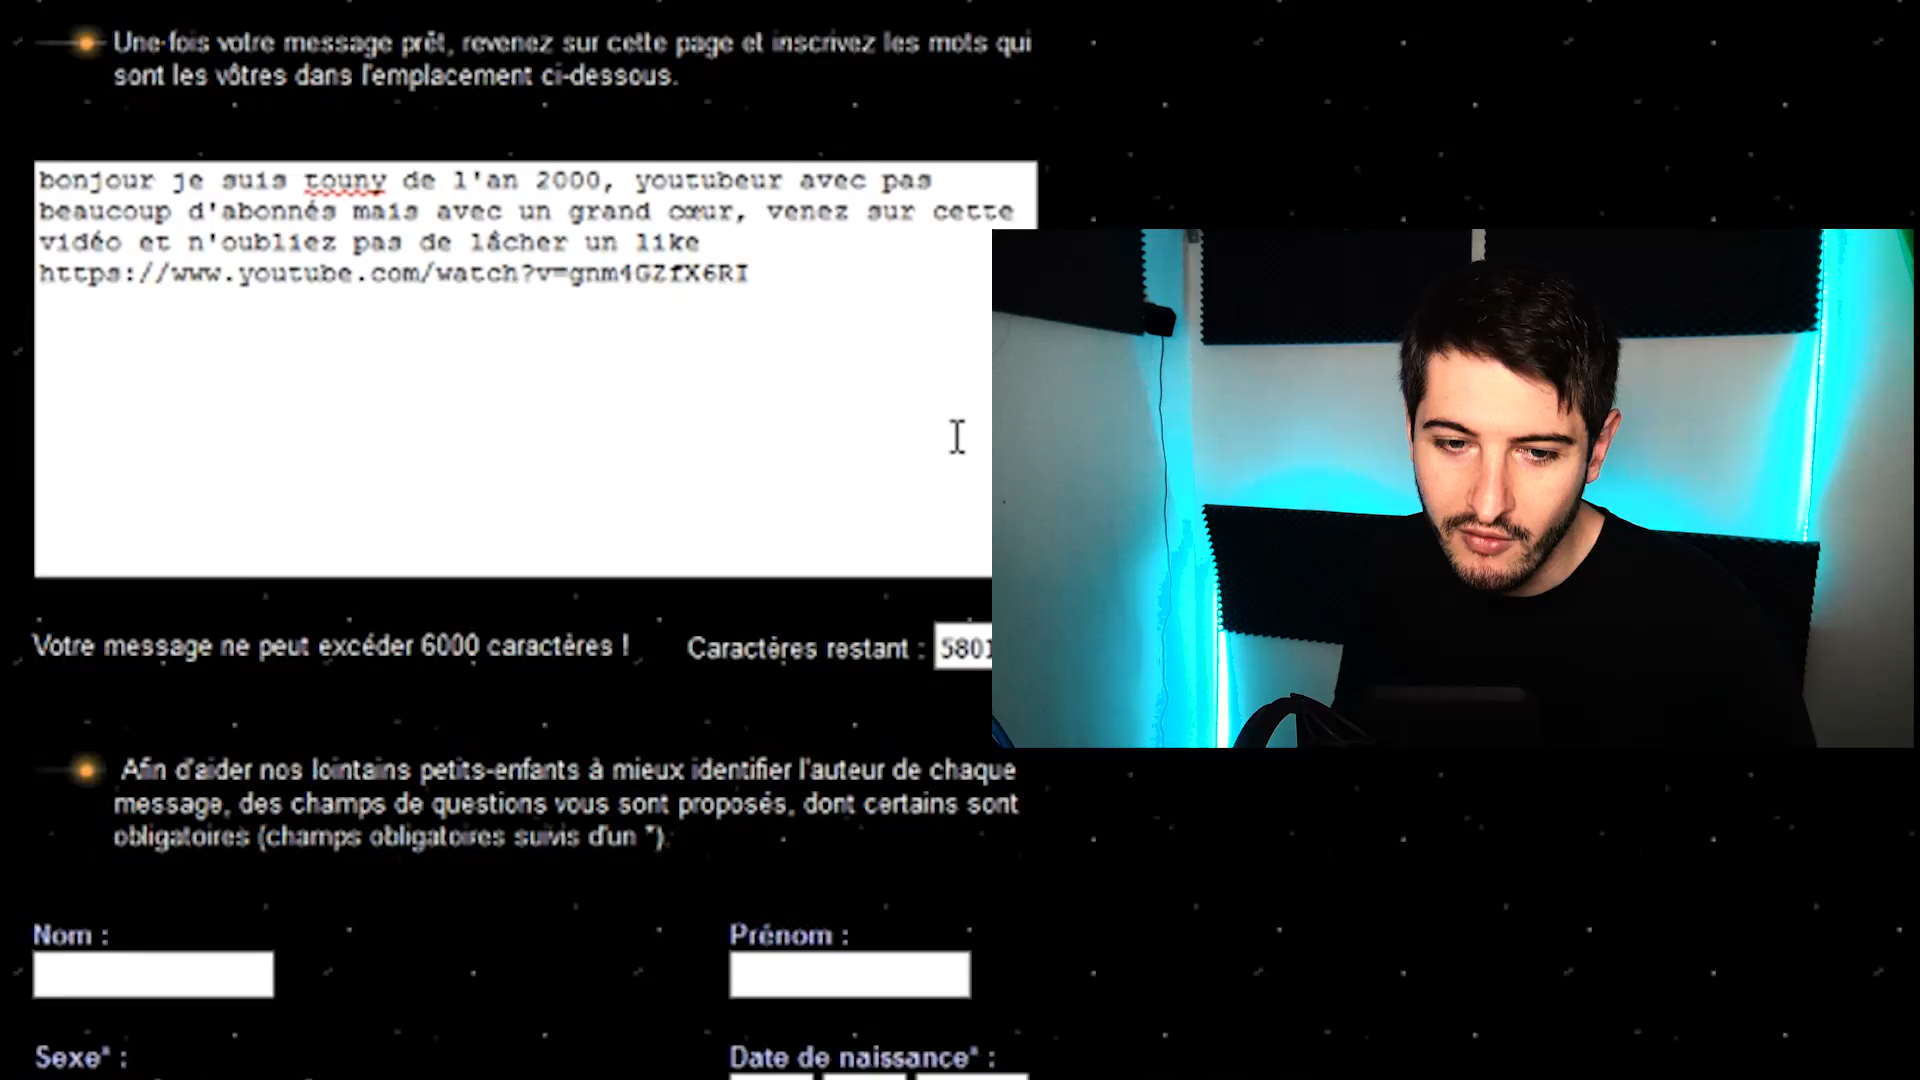 Une fois votre message prêt, revenez sur cette page et inscrivez les mots qui
sont les vôtres dans l'emplacement ci-dessous.
bonjour je suis touny de l'an 2000, youtubeur avec pas
beaucoup d'abonnés mais avec un grand cœur, venez sur cette
vidéo et n'oubliez pas de lâcher un like
https://www.youtube.com/watch?v=gnm4GZfX6RI
Votre message ne peut excéder 6000 caractères !
Caractères restant : 5801
Afin d'aider nos lointains petits-enfants à mieux identifier l'auteur de chaque
message, des champs de questions vous sont proposés, dont certains sont
obligatoires (champs obligatoires suivis d'un *).
Nom :
Prénom :
Sexe* :
Date de naissance* :